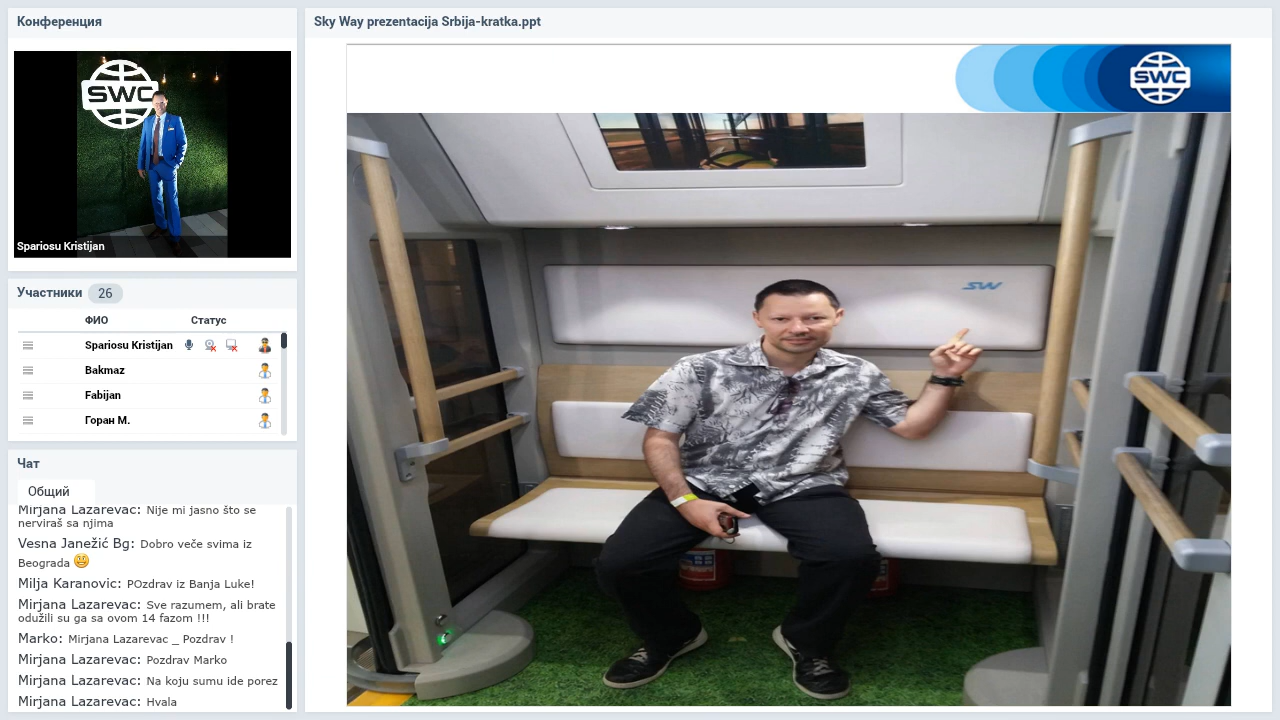 Конференция
SWC
Spariosu Kristijan
Участники 26
ФИО Статус
Spariosu Kristijan
Bakmaz
Fabijan
Горан М.
Чат
Общий
Mirjana Lazarevac: Nije mi jasno što se
nerviraš sa njima
Vesna Janežić Bg: Dobro veče svima iz
Beograda
Milja Karanovic: POzdrav iz Banja Luke!
Mirjana Lazarevac: Sve razumem, ali brate
odužili su ga sa ovom 14 fazom !!!
Marko: Mirjana Lazarevac _ Pozdrav !
Mirjana Lazarevac: Pozdrav Marko
Mirjana Lazarevac: Na koju sumu ide porez
Mirjana Lazarevac: Hvala
Sky Way prezentacija Srbija-kratka.ppt
SWC
SW